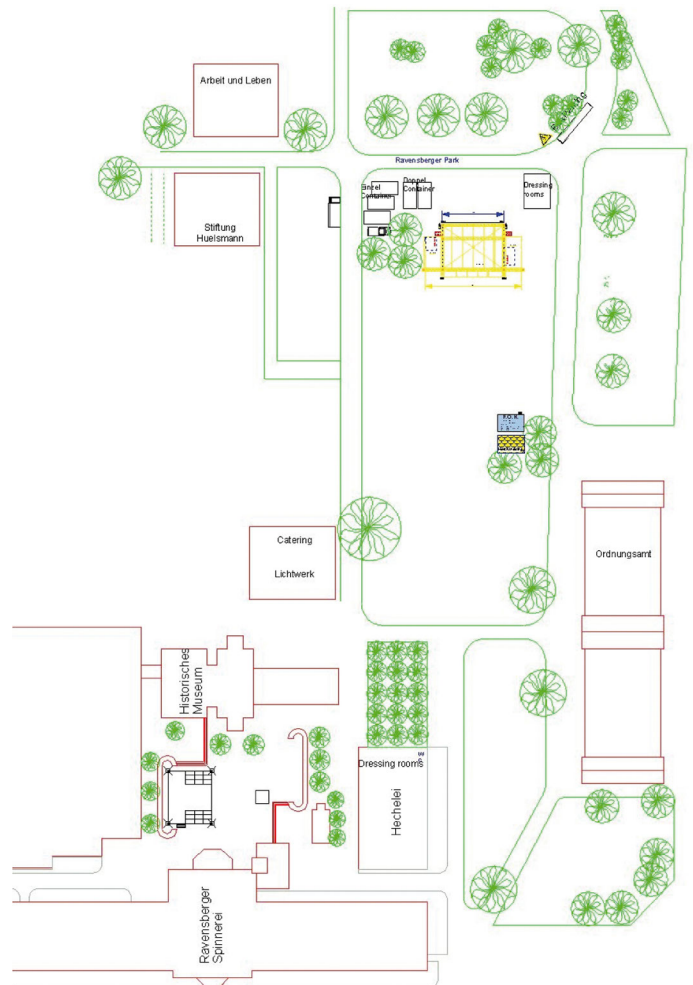 Arbeit und Leben
Ravensberger Park
Einzel
Container
Doppel
Container
Dressing
rooms
Stiftung
Huelsmann
F.O.H.
Catering
Lichtwerk
Ordnungsamt
Historisches
Museum
Dressing rooms
Hechelei
Ravensberger
Spinnerei